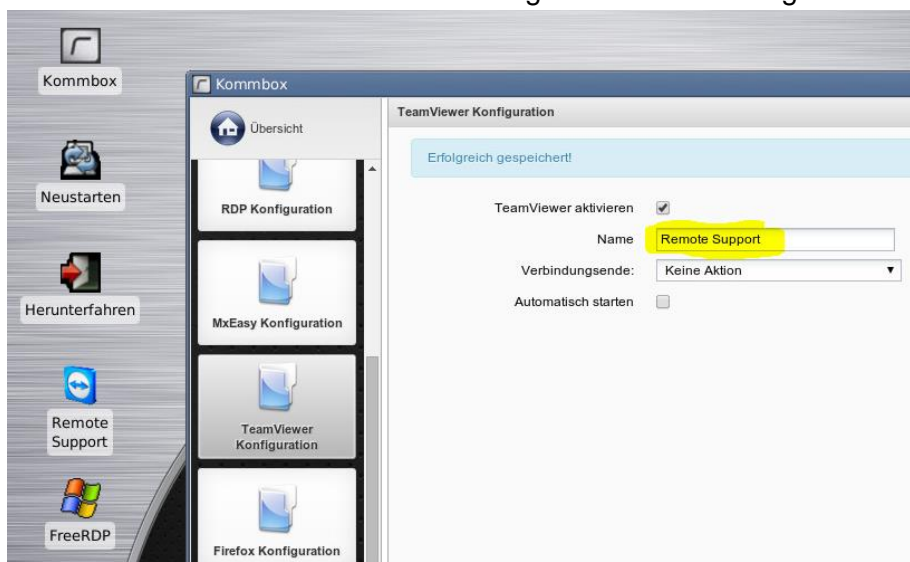 Kommbox
Neustarten
Herunterfahren
Remote
Support
FreeRDP
Kommbox
Übersicht
RDP Konfiguration
MxEasy Konfiguration
TeamViewer
Konfiguration
Firefox Konfiguration
TeamViewer Konfiguration
Erfolgreich gespeichert!
TeamViewer aktivieren
Name Remote Support
Verbindungsende: Keine Aktion
Automatisch starten